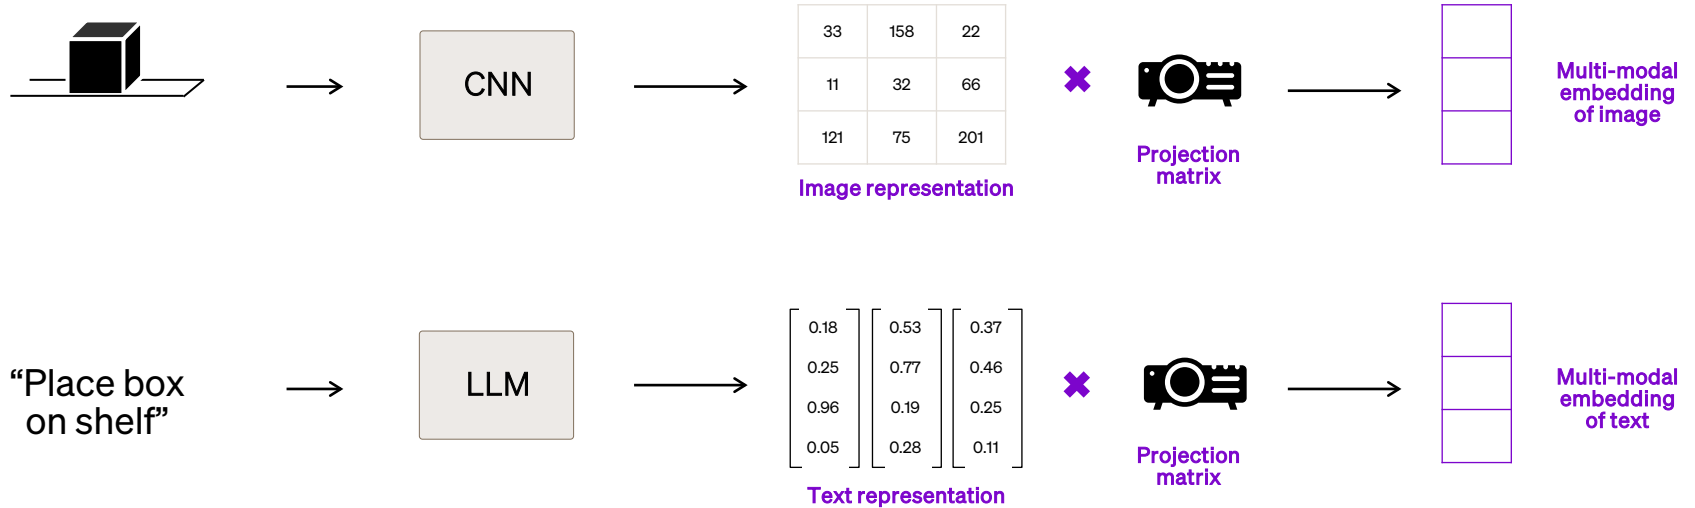 CNN
33 158 22
11 32 66
121 75 201
Image representation
Projection
matrix
Multi-modal
embedding
of image
“Place box
on shelf”
LLM
0.18 0.53 0.37
0.25 0.77 0.46
0.96 0.19 0.25
0.05 0.28 0.11
Text representation
Projection
matrix
Multi-modal
embedding
of text